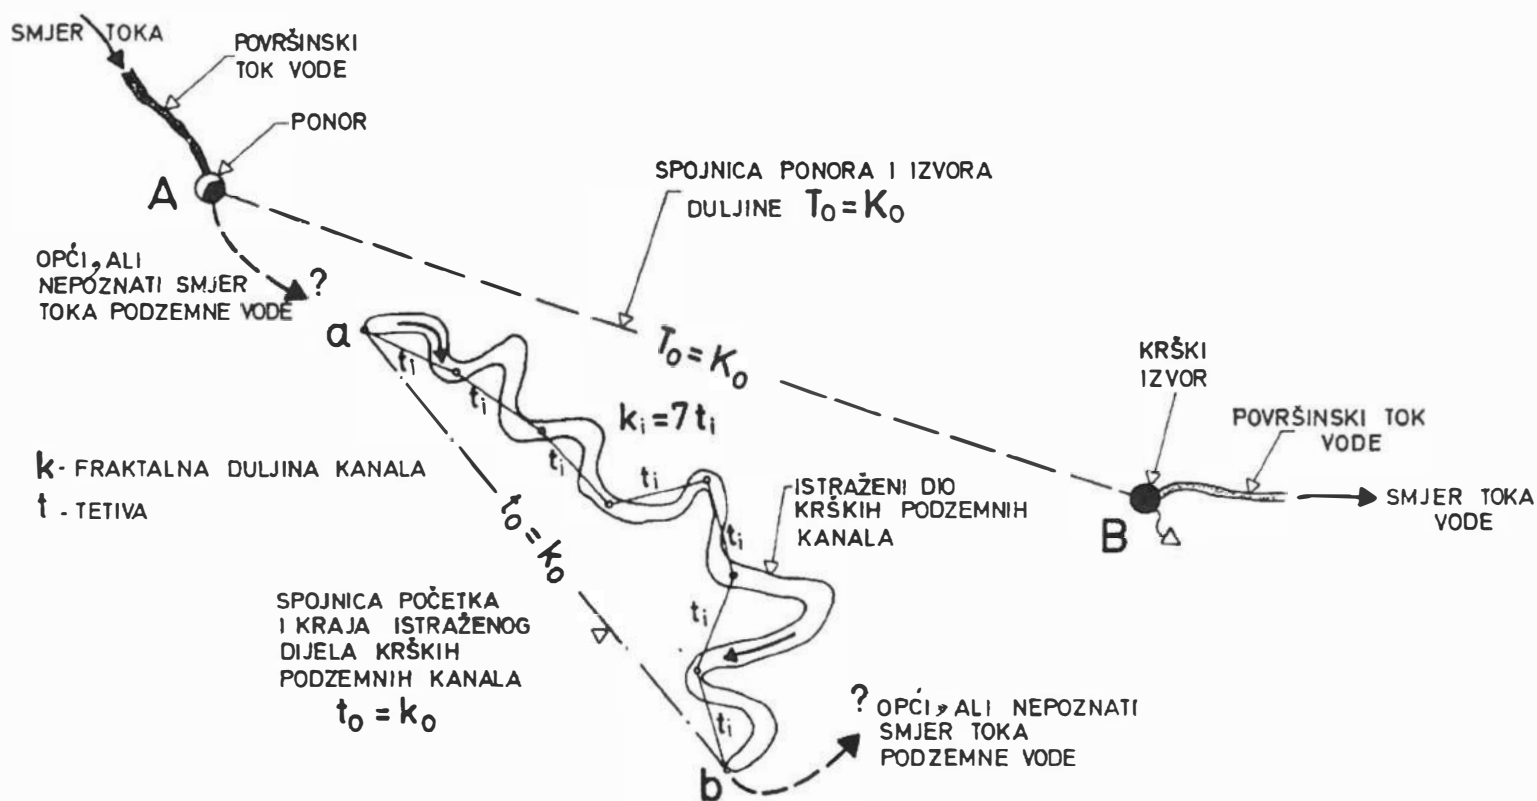 SMJER TOKA
POVRŠINSKI
TOK VODE
PONOR
A
SPOJNICA PONORA I IZVORA
DULJINE T₀ = K₀
OPĆI, ALI
NEPOZNATI SMJER
TOKA PODZEMNE VODE
?
a
T₀ = K₀
KRŠKI
IZVOR
POVRŠINSKI TOK
VODE
tᵢ
tᵢ
kᵢ = 7 tᵢ
k - FRAKTALNA DULJINA KANALA
t - TETIVA
tᵢ
tᵢ
ISTRAŽENI DIO
KRŠKIH PODZEMNIH
KANALA
B
SMJER TOKA
VODE
t₀ = k₀
tᵢ
tᵢ
SPOJNICA POČETKA
I KRAJA ISTRAŽENOG
DIJELA KRŠKIH
PODZEMNIH KANALA
t₀ = k₀
tᵢ
b
? OPĆI, ALI NEPOZNATI
SMJER TOKA
PODZEMNE VODE